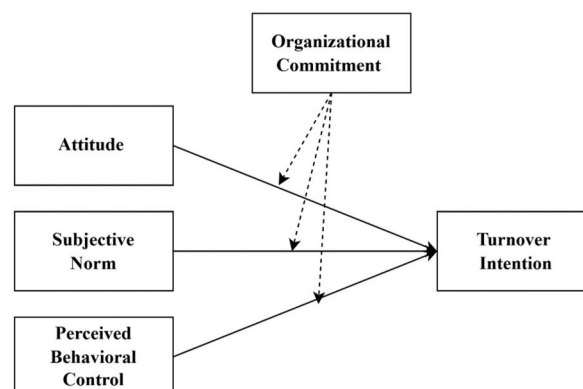 Organizational
Commitment
Attitude
Subjective
Norm
Turnover
Intention
Perceived
Behavioral
Control